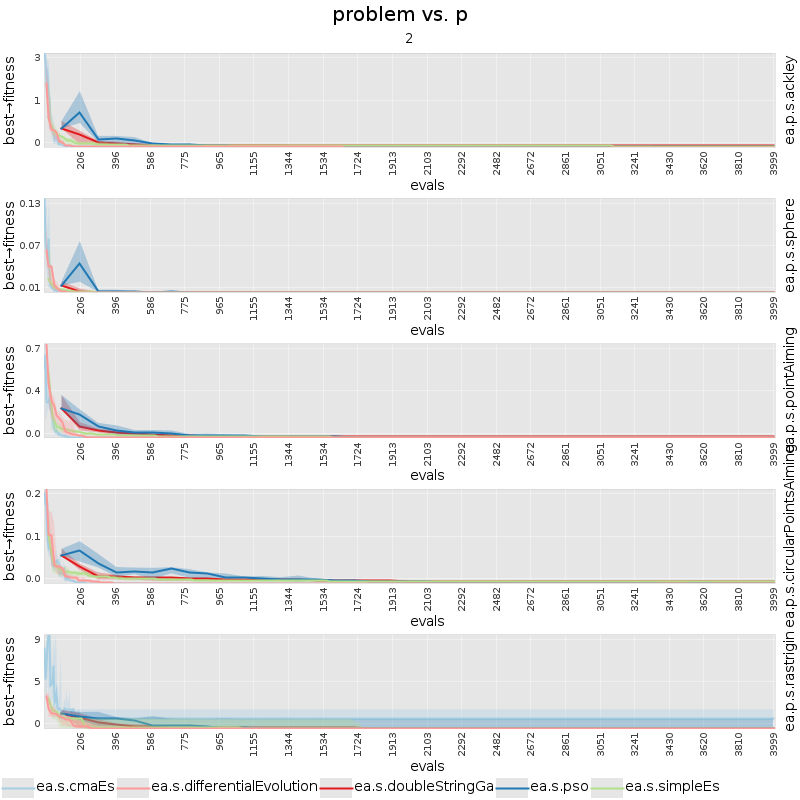 problem vs. p
2
best→fitness
3
1
0
206 396 586 775 965 1155 1344 1534 1724 1913 2103 2292 2482 2672 2861 3051 3241 3430 3620 3810 3999
evals
ea.p.s.ackley
best→fitness
0.13
0.07
0.01
206 396 586 775 965 1155 1344 1534 1724 1913 2103 2292 2482 2672 2861 3051 3241 3430 3620 3810 3999
evals
ea.p.s.sphere
best→fitness
0.7
0.4
0.0
206 396 586 775 965 1155 1344 1534 1724 1913 2103 2292 2482 2672 2861 3051 3241 3430 3620 3810 3999
evals
ea.p.s.pointAiming
best→fitness
0.2
0.1
0.0
206 396 586 775 965 1155 1344 1534 1724 1913 2103 2292 2482 2672 2861 3051 3241 3430 3620 3810 3999
evals
ea.p.s.circularPointsAiming
best→fitness
9
5
0
206 396 586 775 965 1155 1344 1534 1724 1913 2103 2292 2482 2672 2861 3051 3241 3430 3620 3810 3999
evals
ea.p.s.rastrigin
ea.s.cmaEs ea.s.differentialEvolution ea.s.doubleStringGa ea.s.pso ea.s.simpleEs